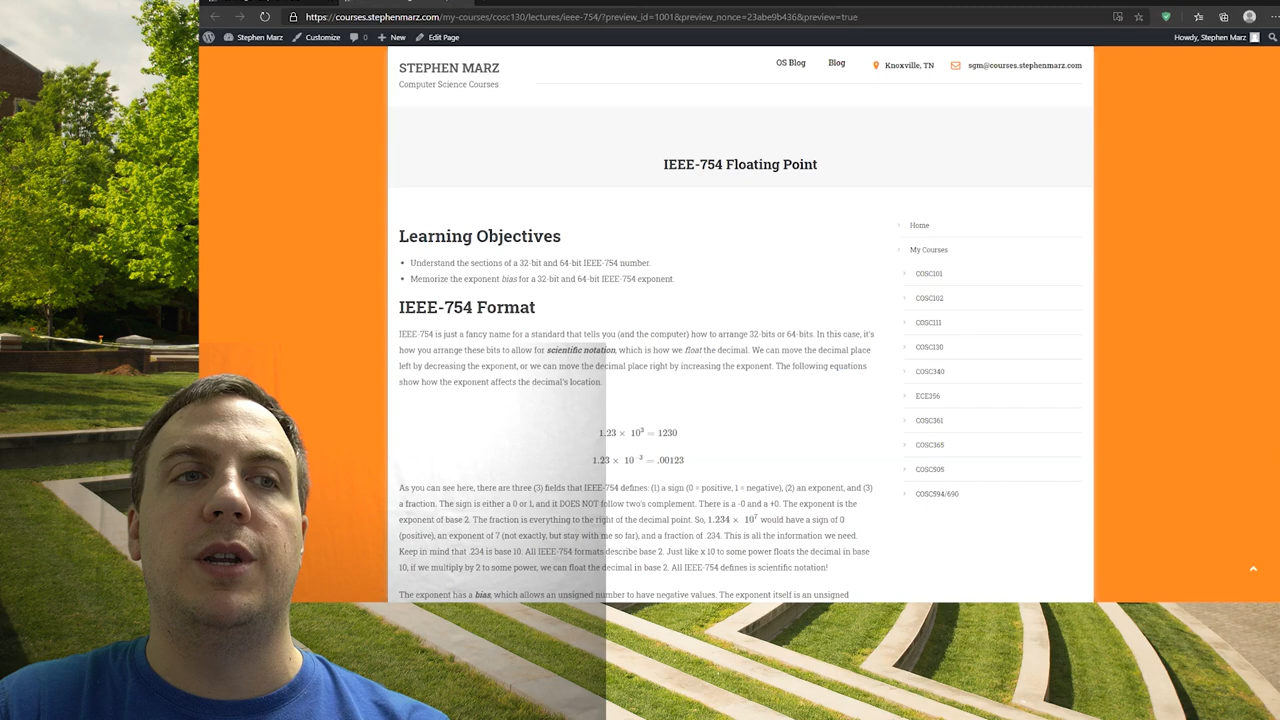 https://courses.stephenmarz.com/my-courses/cosc130/lectures/ieee-754/?preview_id=1001&preview_nonce=23abe9b436&preview=true
Stephen Marz Customize 0 New Edit Page Howdy, Stephen Marz
STEPHEN MARZ
Computer Science Courses
OS Blog Blog Knoxville, TN sgm@courses.stephenmarz.com
IEEE-754 Floating Point
Learning Objectives
• Understand the sections of a 32-bit and 64-bit IEEE-754 number.
• Memorize the exponent bias for a 32-bit and 64-bit IEEE-754 exponent.
IEEE-754 Format
IEEE-754 is just a fancy name for a standard that tells you (and the computer) how to arrange 32-bits or 64-bits. In this case, it's
how you arrange these bits to allow for scientific notation, which is how we float the decimal. We can move the decimal place
left by decreasing the exponent, or we can move the decimal place right by increasing the exponent. The following equations
show how the exponent affects the decimal's location.
1.23 × 10³ = 1230
1.23 × 10⁻³ = .00123
As you can see here, there are three (3) fields that IEEE-754 defines: (1) a sign (0 = positive, 1 = negative), (2) an exponent, and (3)
a fraction. The sign is either a 0 or 1, and it DOES NOT follow two's complement. There is a -0 and a +0. The exponent is the
exponent of base 2. The fraction is everything to the right of the decimal point. So, 1.234 × 10⁷ would have a sign of 0
(positive), an exponent of 7 (not exactly, but stay with me so far), and a fraction of .234. This is all the information we need.
Keep in mind that .234 is base 10. All IEEE-754 formats describe base 2. Just like x 10 to some power floats the decimal in base
10, if we multiply by 2 to some power, we can float the decimal in base 2. All IEEE-754 defines is scientific notation!
The exponent has a bias, which allows an unsigned number to have negative values. The exponent itself is an unsigned
Home
My Courses
COSC101
COSC102
COSC111
COSC130
COSC340
ECE356
COSC361
COSC365
COSC505
COSC594/690